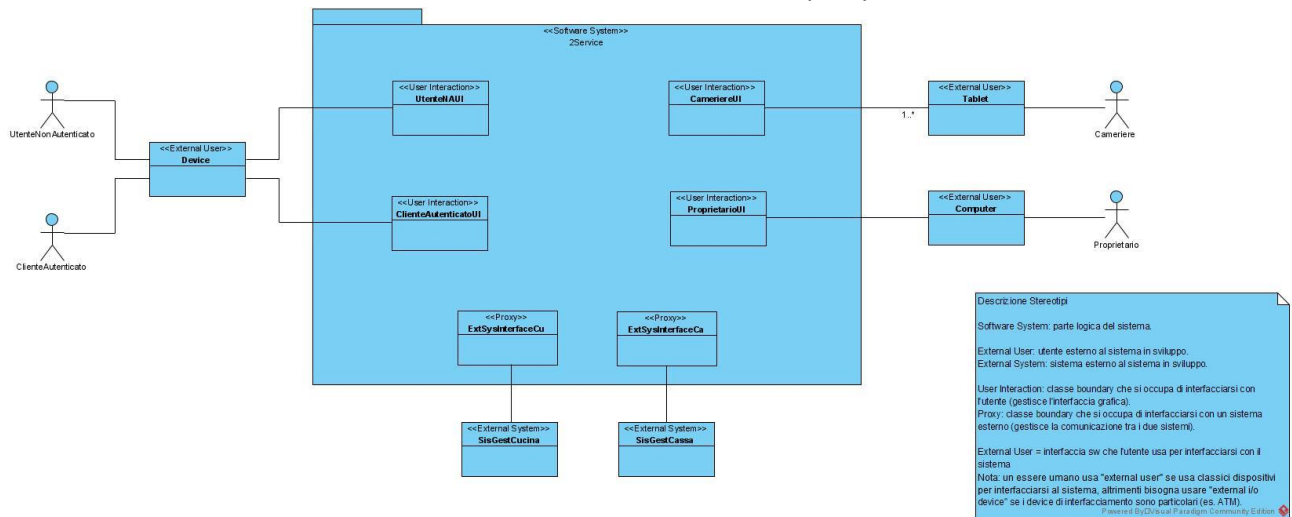 <<Software System>>
2Service
UtenteNonAutenticato
<<External User>>
Device
ClienteAutenticato
<<User Interaction>>
UtenteNAUI
<<User Interaction>>
ClienteAutenticatoUI
<<User Interaction>>
CameriereUI
<<User Interaction>>
ProprietarioUI
1..*
<<External User>>
Tablet
Cameriere
<<External User>>
Computer
Proprietario
<<Proxy>>
ExtSysInterfaceCu
<<Proxy>>
ExtSysInterfaceCa
<<External System>>
SisGestCucina
<<External System>>
SisGestCassa
Descrizione Stereotipi
Software System: parte logica del sistema.
External User: utente esterno al sistema in sviluppo.
External System: sistema esterno al sistema in sviluppo.
User Interaction: classe boundary che si occupa di interfacciarsi con
l'utente (gestisce l'interfaccia grafica).
Proxy: classe boundary che si occupa di interfacciarsi con un sistema
esterno (gestisce la comunicazione tra i due sistemi).
External User = interfaccia sw che l'utente usa per interfacciarsi con il
sistema
Nota: un essere umano usa "external user" se usa classici dispositivi
per interfacciarsi al sistema, altrimenti bisogna usare "external i/o
device" se i device di interfacciamento sono particolari (es. ATM).
Powered By Visual Paradigm Community Edition